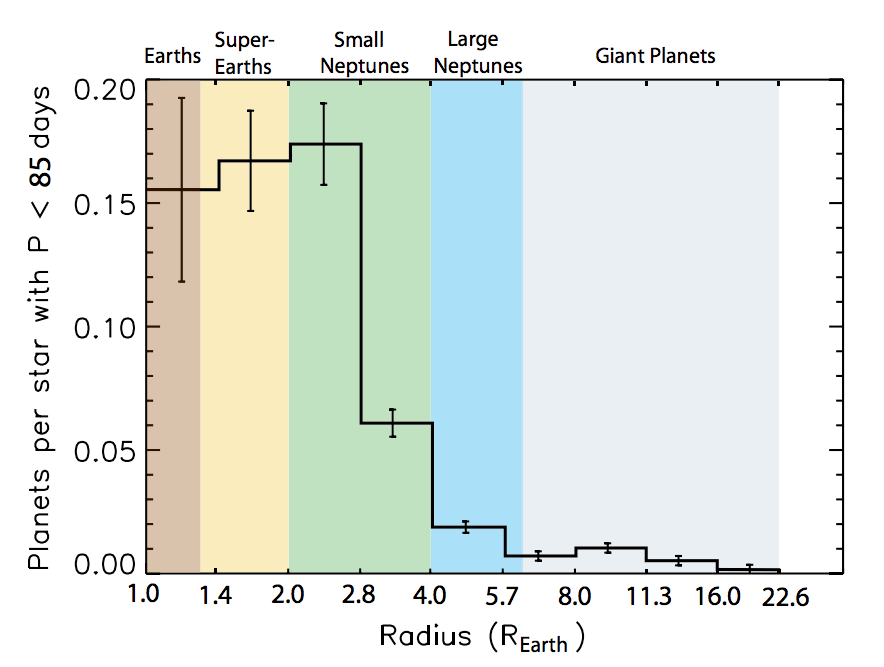 Earths
Super-
Earths
Small
Neptunes
Large
Neptunes
Giant Planets
Planets per star with P < 85 days
0.20
0.15
0.10
0.05
0.00
1.0 1.4 2.0 2.8 4.0 5.7 8.0 11.3 16.0 22.6
Radius (REarth)